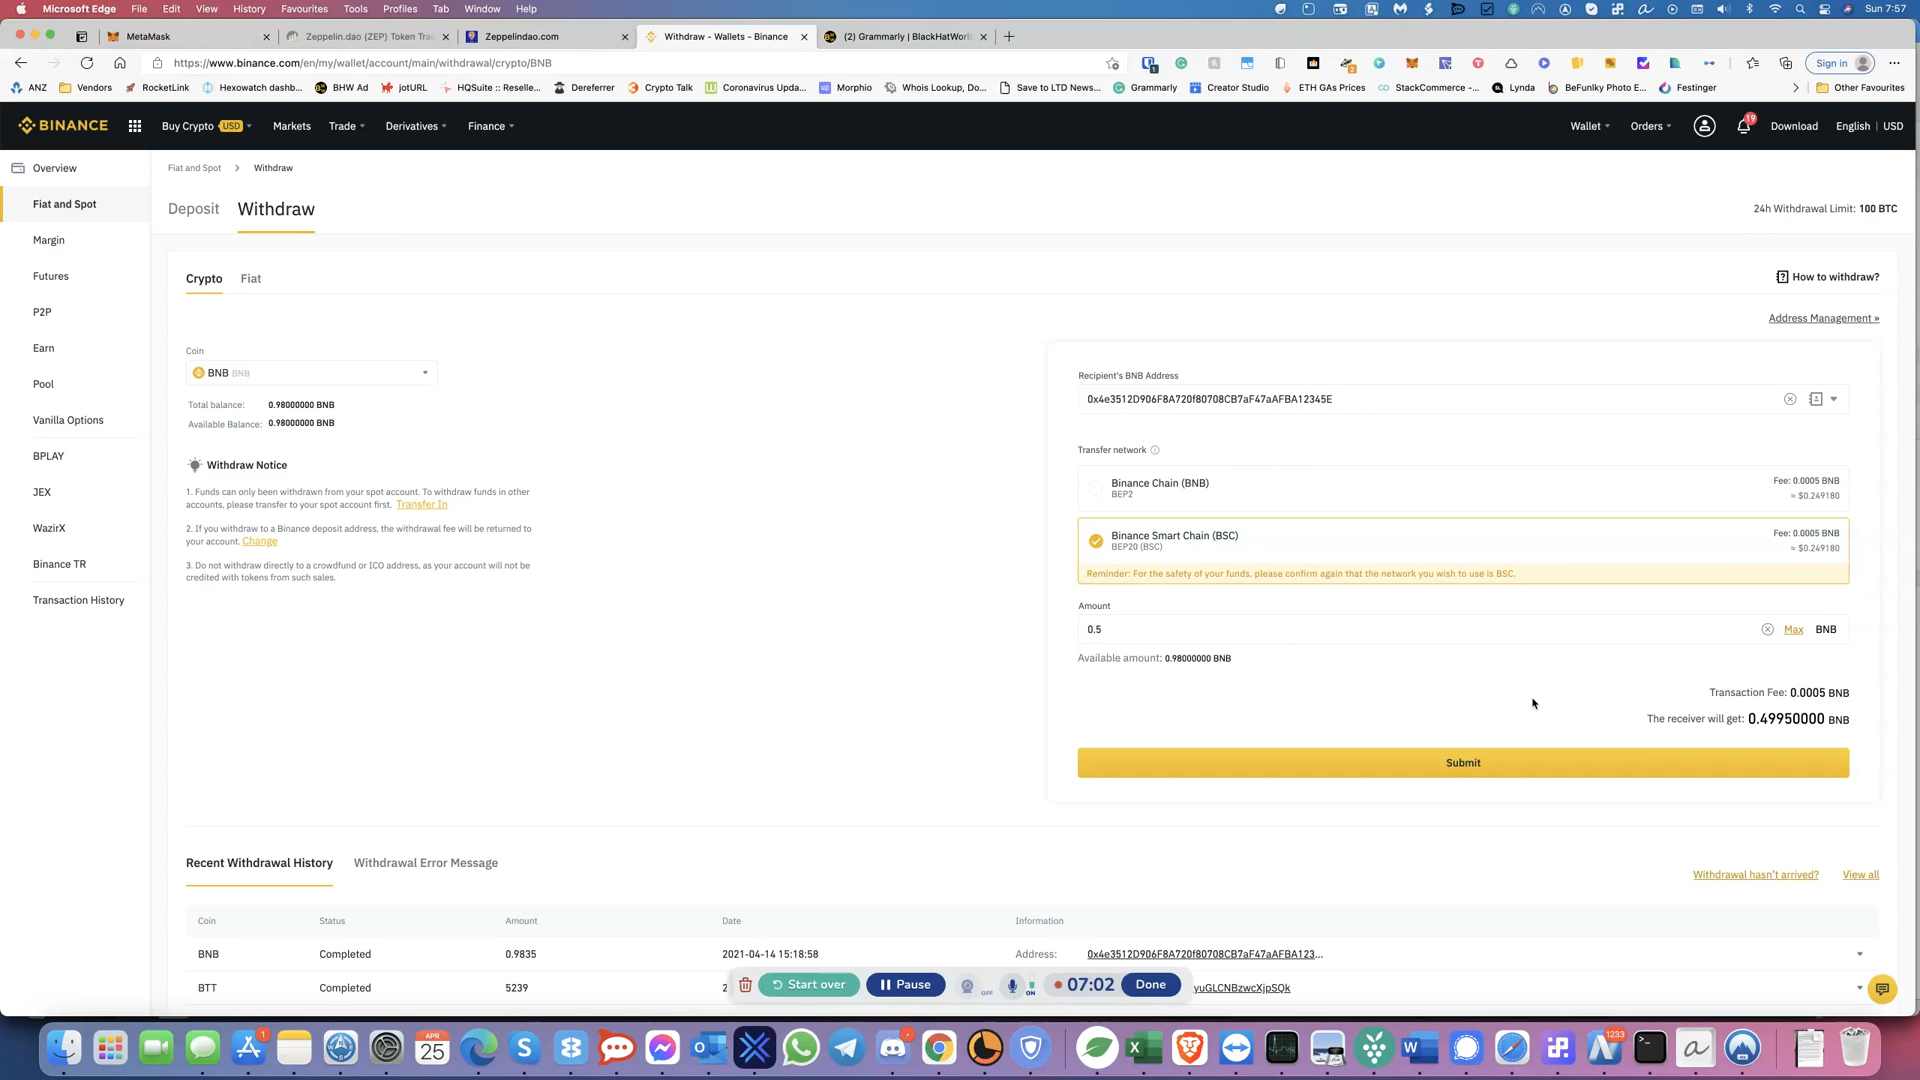 Microsoft Edge File Edit View History Favourites Tools Profiles Tab Window Help Sun 7:57
MetaMask Zeppelin.dao (ZEP) Token Tra Zeppelindao.com Withdraw - Wallets - Binance (2) Grammarly | BlackHatWorl
https://www.binance.com/en/my/wallet/account/main/withdrawal/crypto/BNB Sign in
ANZ Vendors RocketLink Hexowatch dashb... BHW Ad jotURL HQSuite :: Reselle... Dereferrer Crypto Talk Coronavirus Upda... Morphio Whois Lookup, Do... Save to LTD News... Grammarly Creator Studio ETH GAs Prices StackCommerce -... Lynda BeFunlky Photo E... Festinger Other Favourites
BINANCE Buy Crypto USD Markets Trade Derivatives Finance Wallet Orders 19 Download English | USD
Overview
Fiat and Spot
Margin
Futures
P2P
Earn
Pool
Vanilla Options
BPLAY
JEX
WazirX
Binance TR
Transaction History
Fiat and Spot > Withdraw
Deposit Withdraw 24h Withdrawal Limit: 100 BTC
Crypto Fiat How to withdraw?
Address Management »
Coin
BNB BNB
Total balance: 0.98000000 BNB
Available Balance: 0.98000000 BNB
Withdraw Notice
1. Funds can only been withdrawn from your spot account. To withdraw funds in other
accounts, please transfer to your spot account first. Transfer In
2. If you withdraw to a Binance deposit address, the withdrawal fee will be returned to
your account. Change
3. Do not withdraw directly to a crowdfund or ICO address, as your account will not be
credited with tokens from such sales.
Recipient's BNB Address
0x4e3512D906F8A720f80708CB7aF47aAFBA12345E
Transfer network
Binance Chain (BNB) Fee: 0.0005 BNB
BEP2 ≈ $0.249180
Binance Smart Chain (BSC) Fee: 0.0005 BNB
BEP20 (BSC) ≈ $0.249180
Reminder: For the safety of your funds, please confirm again that the network you wish to use is BSC.
Amount
0.5 Max BNB
Available amount: 0.98000000 BNB
Transaction Fee: 0.0005 BNB
The receiver will get: 0.49950000 BNB
Submit
Recent Withdrawal History Withdrawal Error Message
Withdrawal hasn't arrived? View all
Coin Status Amount Date Information
BNB Completed 0.9835 2021-04-14 15:18:58 Address: 0x4e3512D906F8A720f80708CB7aF47aAFBA123...
BTT Completed 5239 2 yuGLCNBzwcXjpSQk
Start over Pause OFF ON 07:02 Done
APR
25
1
1233